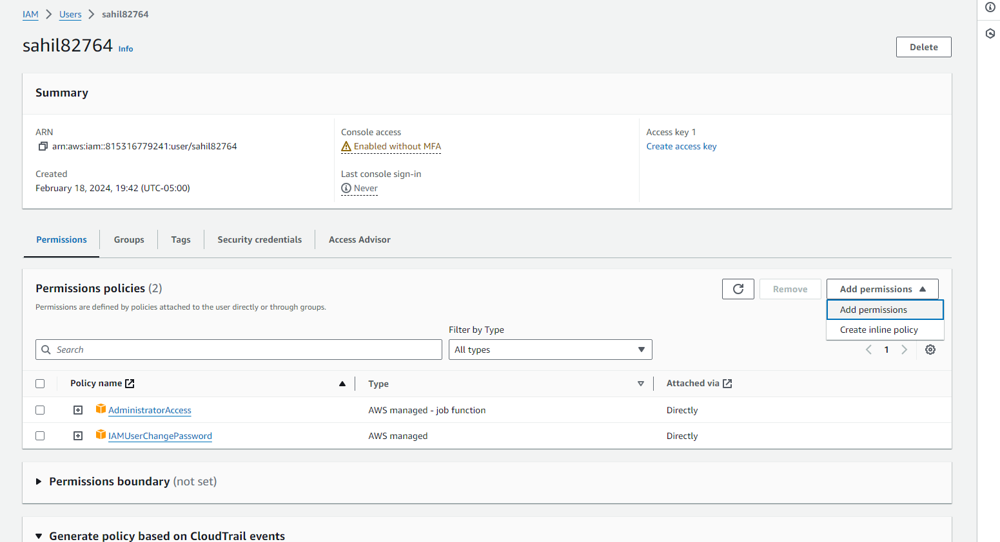 IAM > Users > sahil82764
sahil82764 Info
Delete
Summary
ARN
arn:aws:iam::815316779241:user/sahil82764
Created
February 18, 2024, 19:42 (UTC-05:00)
Console access
Enabled without MFA
Last console sign-in
Never
Access key 1
Create access key
Permissions Groups Tags Security credentials Access Advisor
Permissions policies (2)
Permissions are defined by policies attached to the user directly or through groups.
Remove
Add permissions
Add permissions
Create inline policy
Filter by Type
Search
All types
1
Policy name Type Attached via
AdministratorAccess AWS managed - job function Directly
IAMUserChangePassword AWS managed Directly
Permissions boundary (not set)
Generate policy based on CloudTrail events